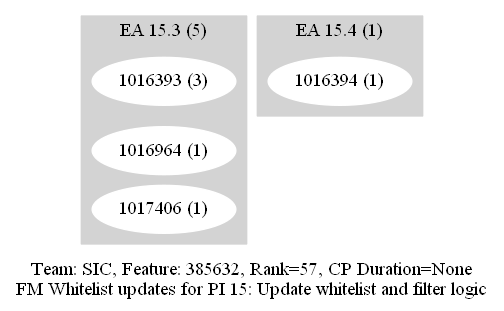 EA 15.3 (5)
1016393 (3)
1016964 (1)
1017406 (1)
EA 15.4 (1)
1016394 (1)
Team: SIC, Feature: 385632, Rank=57, CP Duration=None
FM Whitelist updates for PI 15: Update whitelist and filter logic